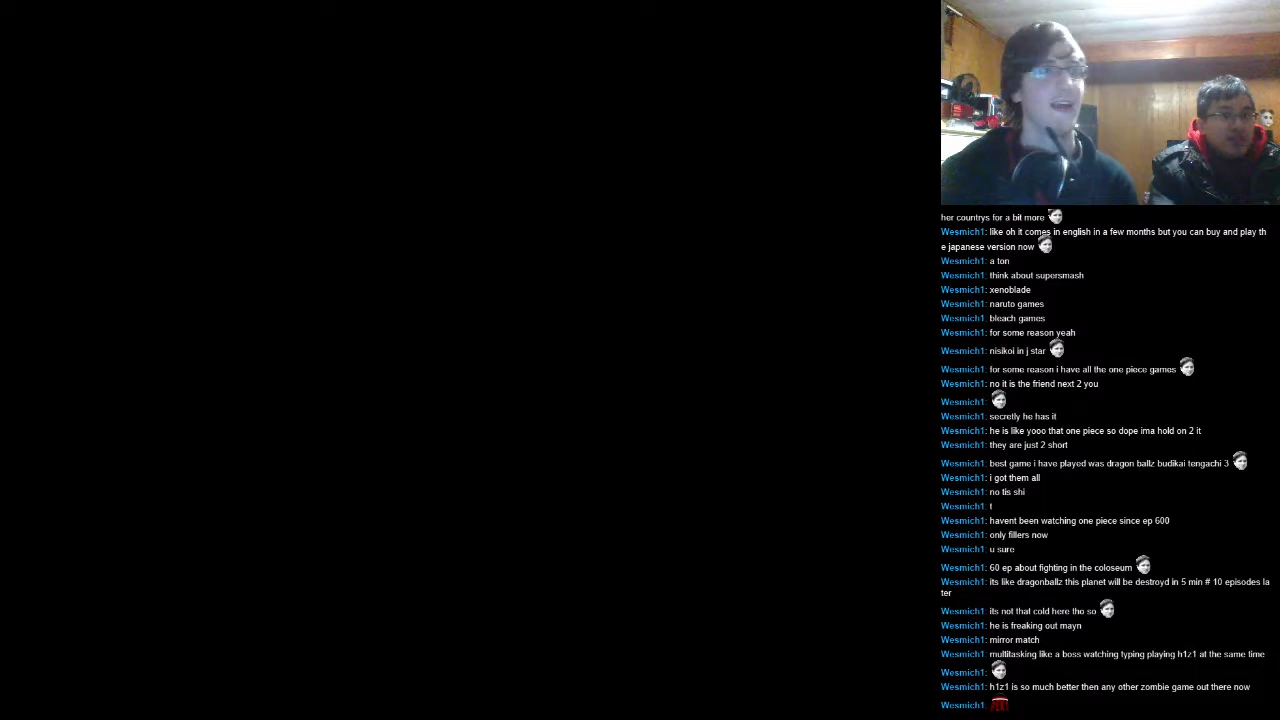 her countrys for a bit more
Wesmich1: like oh it comes in english in a few months but you can buy and play th
e japanese version now
Wesmich1: a ton
Wesmich1: think about supersmash
Wesmich1: xenoblade
Wesmich1: naruto games
Wesmich1: bleach games
Wesmich1: for some reason yeah
Wesmich1: nisikoi in j star
Wesmich1: for some reason i have all the one piece games
Wesmich1: no it is the friend next 2 you
Wesmich1:
Wesmich1: secretly he has it
Wesmich1: he is like yooo that one piece so dope ima hold on 2 it
Wesmich1: they are just 2 short
Wesmich1: best game i have played was dragon ballz budikai tengachi 3
Wesmich1: i got them all
Wesmich1: no tis shi
Wesmich1: t
Wesmich1: havent been watching one piece since ep 600
Wesmich1: only fillers now
Wesmich1: u sure
Wesmich1: 60 ep about fighting in the coloseum
Wesmich1: its like dragonballz this planet will be destroyd in 5 min # 10 episodes la
ter
Wesmich1: its not that cold here tho so
Wesmich1: he is freaking out mayn
Wesmich1: mirror match
Wesmich1: multitasking like a boss watching typing playing h1z1 at the same time
Wesmich1:
Wesmich1: h1z1 is so much better then any other zombie game out there now
Wesmich1: